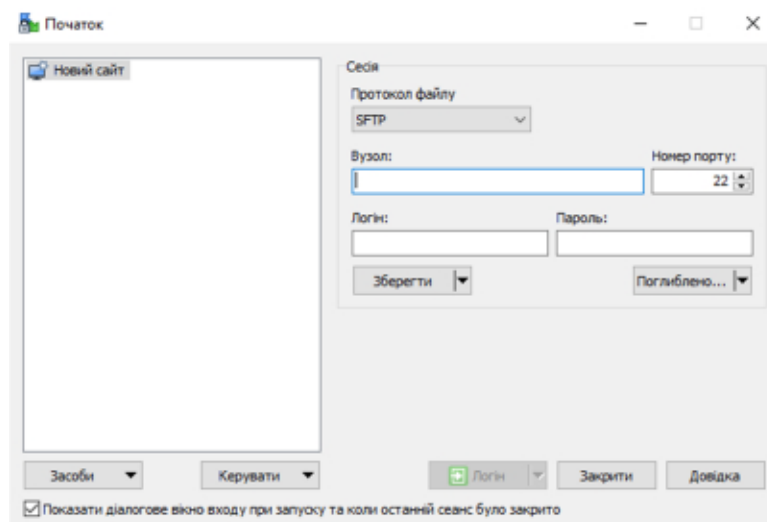 Початок
Новий сайт
Сесія
Протокол файлу
SFTP
Вузол:
Номер порту:
22
Логін:
Пароль:
Зберегти
Поглиблено...
Засоби
Керувати
Логін
Закрити
Довідка
Показати діалогове вікно входу при запуску та коли останній сеанс було закрито